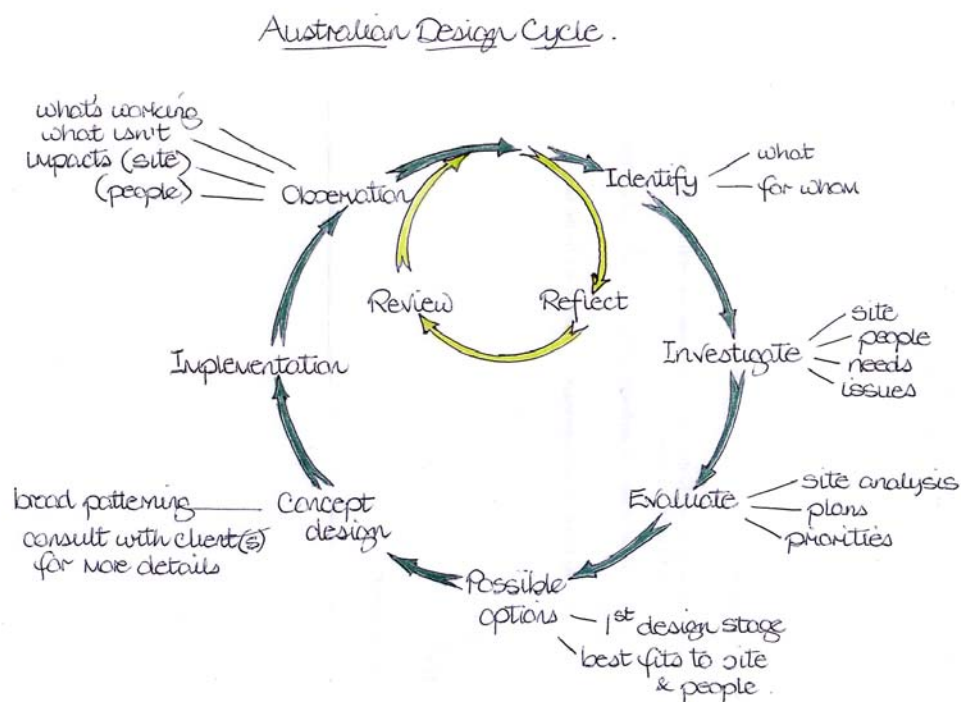 Australian Design Cycle.
what's working
what isn't
impacts (site)
(people)
Observation
Identify
what
for whom
Review
Reflect
Investigate
site
people
needs
issues
Implementation
Evaluate
site analysis
plans
priorities
Concept
design
broad patterning
consult with client(s)
for more details
Possible
options
1st design stage
best fits to site
& people.